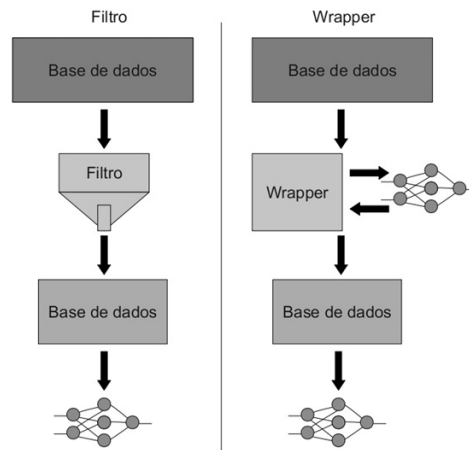 Filtro
Base de dados
Filtro
Base de dados
Wrapper
Base de dados
Wrapper
Base de dados